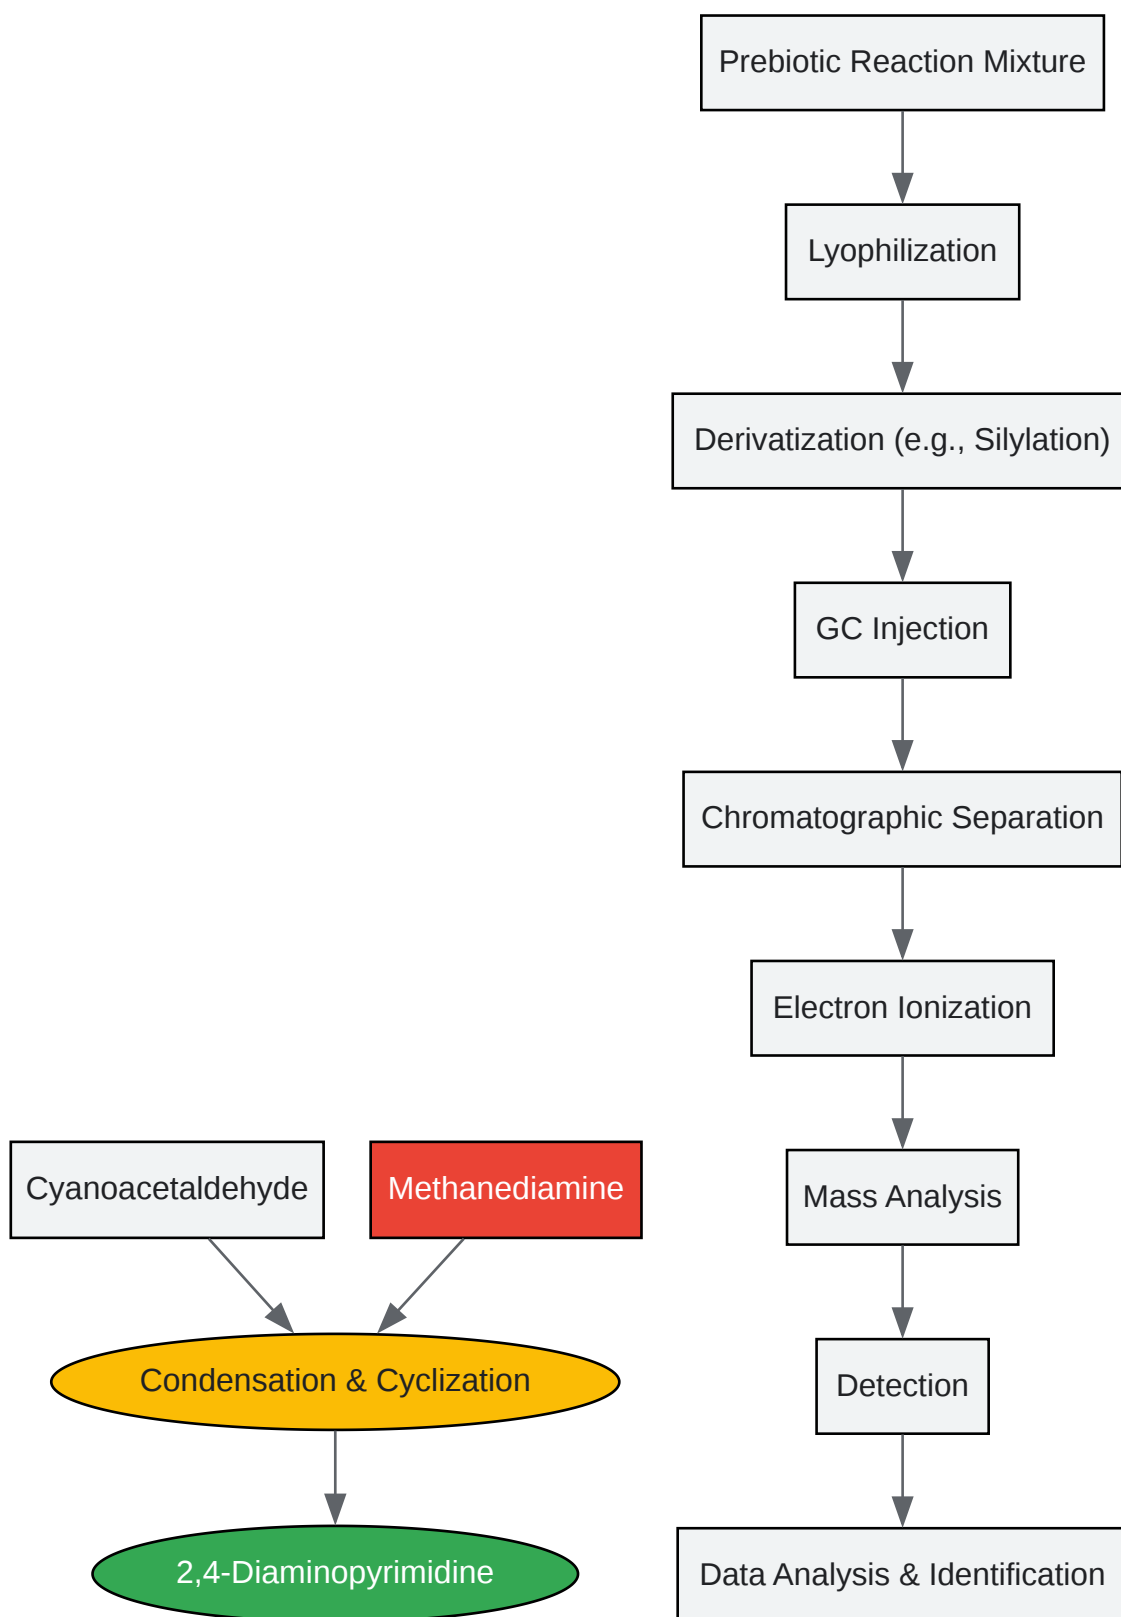 Prebiotic Reaction Mixture
Lyophilization
Derivatization (e.g., Silylation)
GC Injection
Chromatographic Separation
Electron Ionization
Mass Analysis
Detection
Data Analysis & Identification
Cyanoacetaldehyde
Methanediamine
Condensation & Cyclization
2,4-Diaminopyrimidine